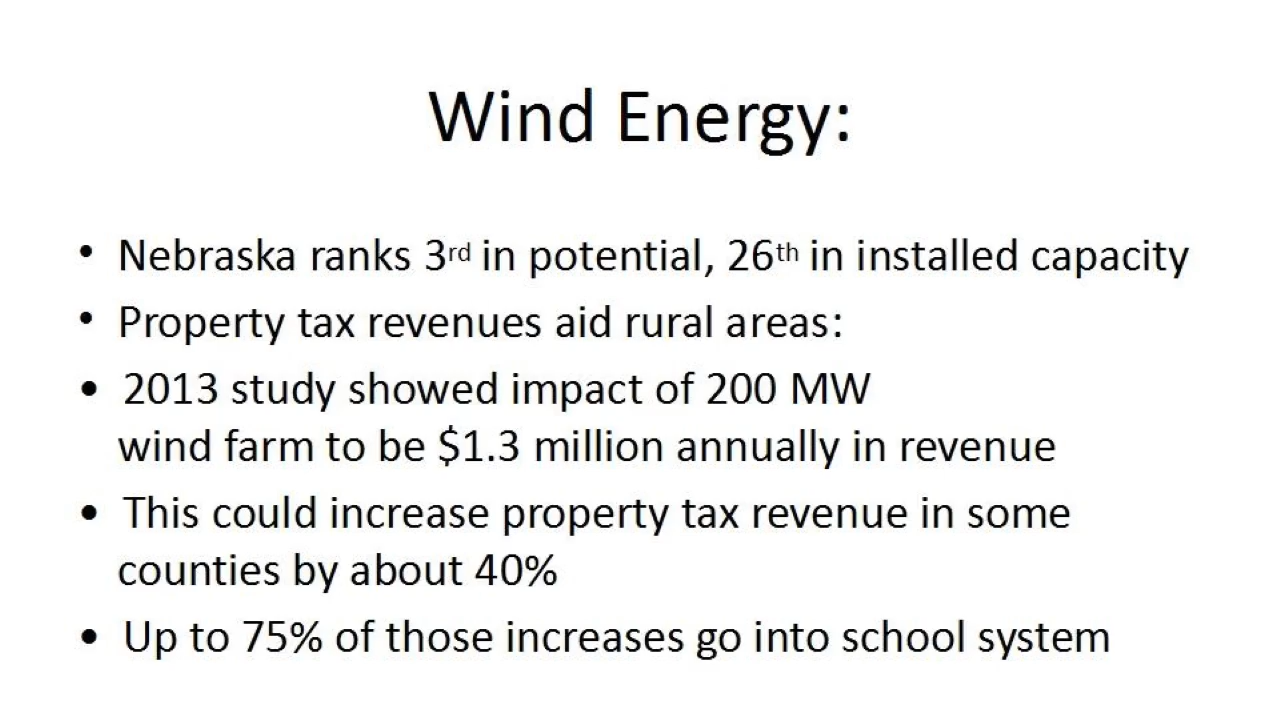 Wind Energy:
• Nebraska ranks 3rd in potential, 26th in installed capacity
• Property tax revenues aid rural areas:
• 2013 study showed impact of 200 MW
wind farm to be $1.3 million annually in revenue
• This could increase property tax revenue in some
counties by about 40%
• Up to 75% of those increases go into school system